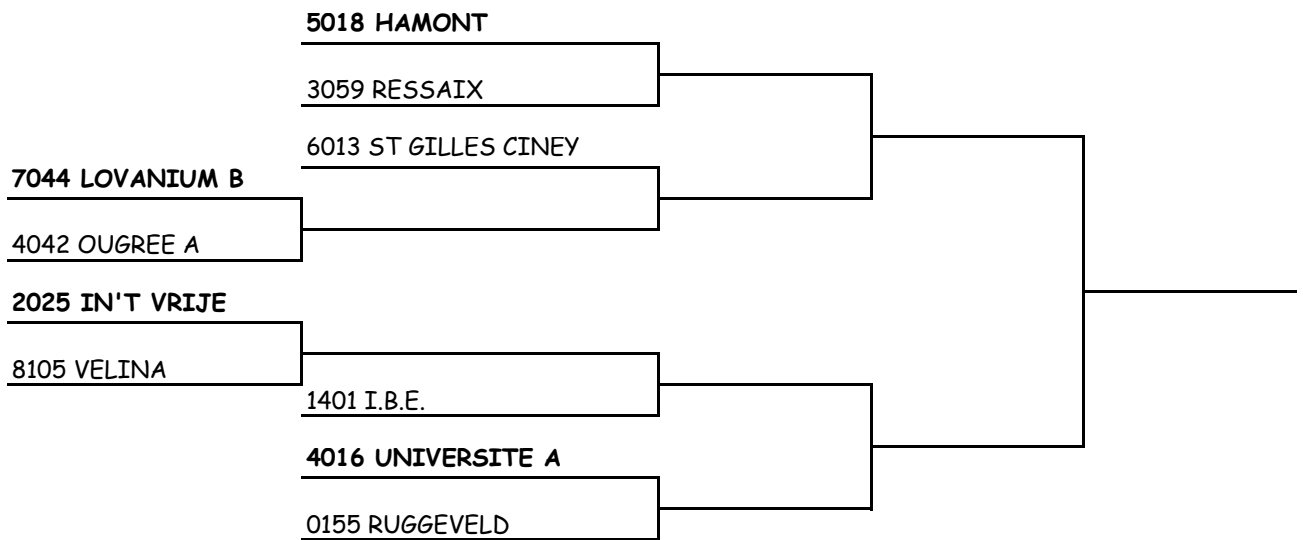 5018 HAMONT
3059 RESSAIX
6013 ST GILLES CINEY
7044 LOVANIUM B
4042 OUGREE A
2025 IN'T VRIJE
8105 VELINA
1401 I.B.E.
4016 UNIVERSITE A
0155 RUGGEVELD